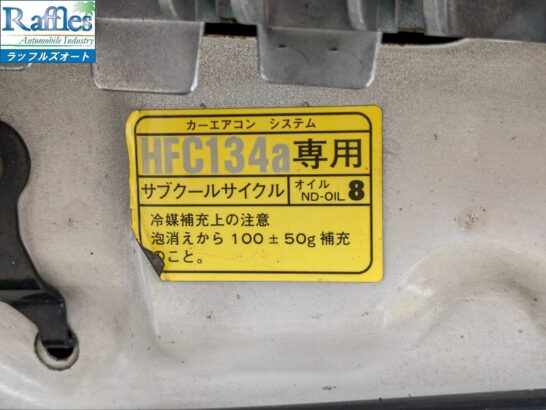 Raffles
Automobile Industry
ラッフルズオート
カーエアコン システム
HFC134a専用
サブクールサイクル オイル ND-OIL 8
冷媒補充上の注意
泡消えから100±50g補充
のこと。